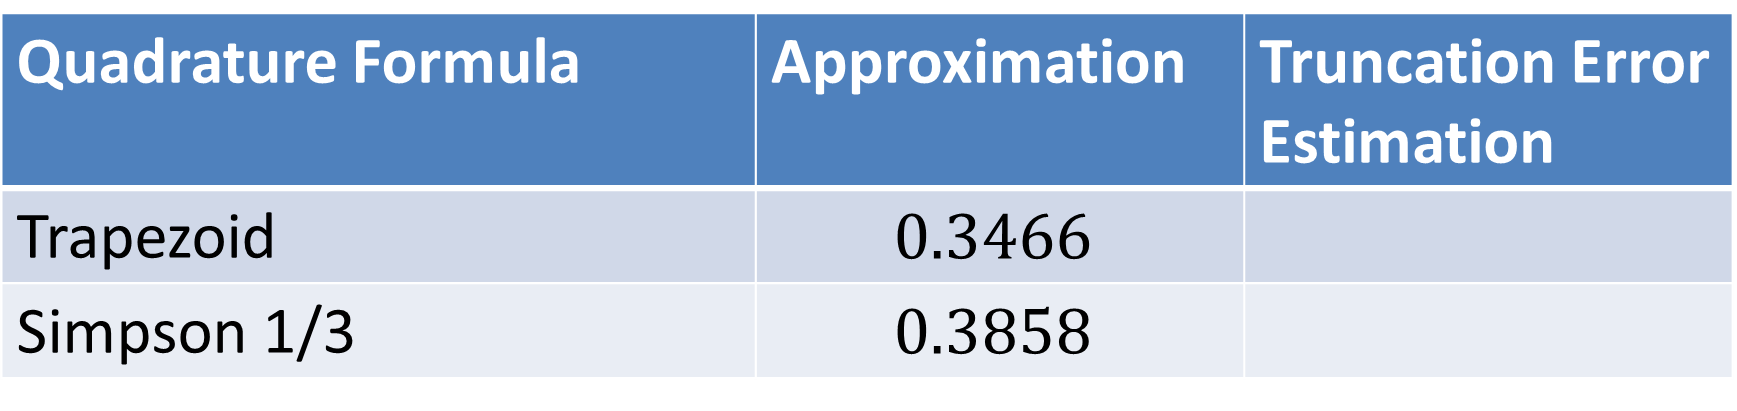 Quadrature Formula Approximation Truncation Error
Estimation
Trapezoid 0.3466
Simpson 1/3 0.3858